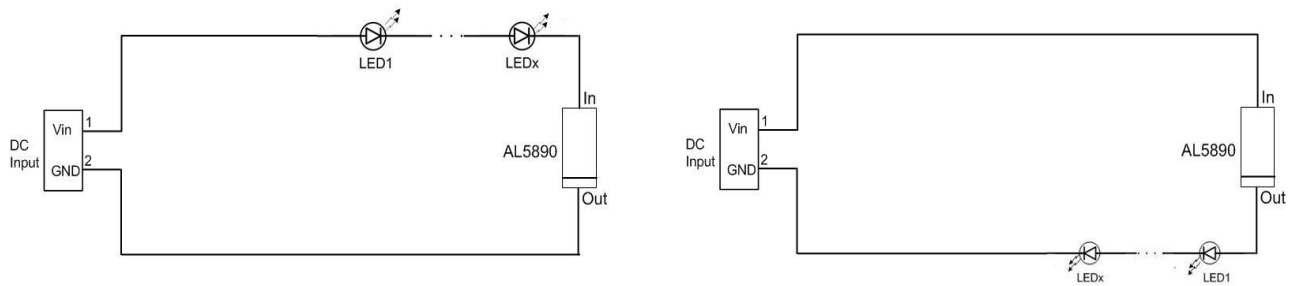 LED1
LEDx
In
1
Vin
DC
Input
AL5890
2
GND
Out
In
1
Vin
DC
Input
AL5890
2
GND
Out
LEDx
LED1